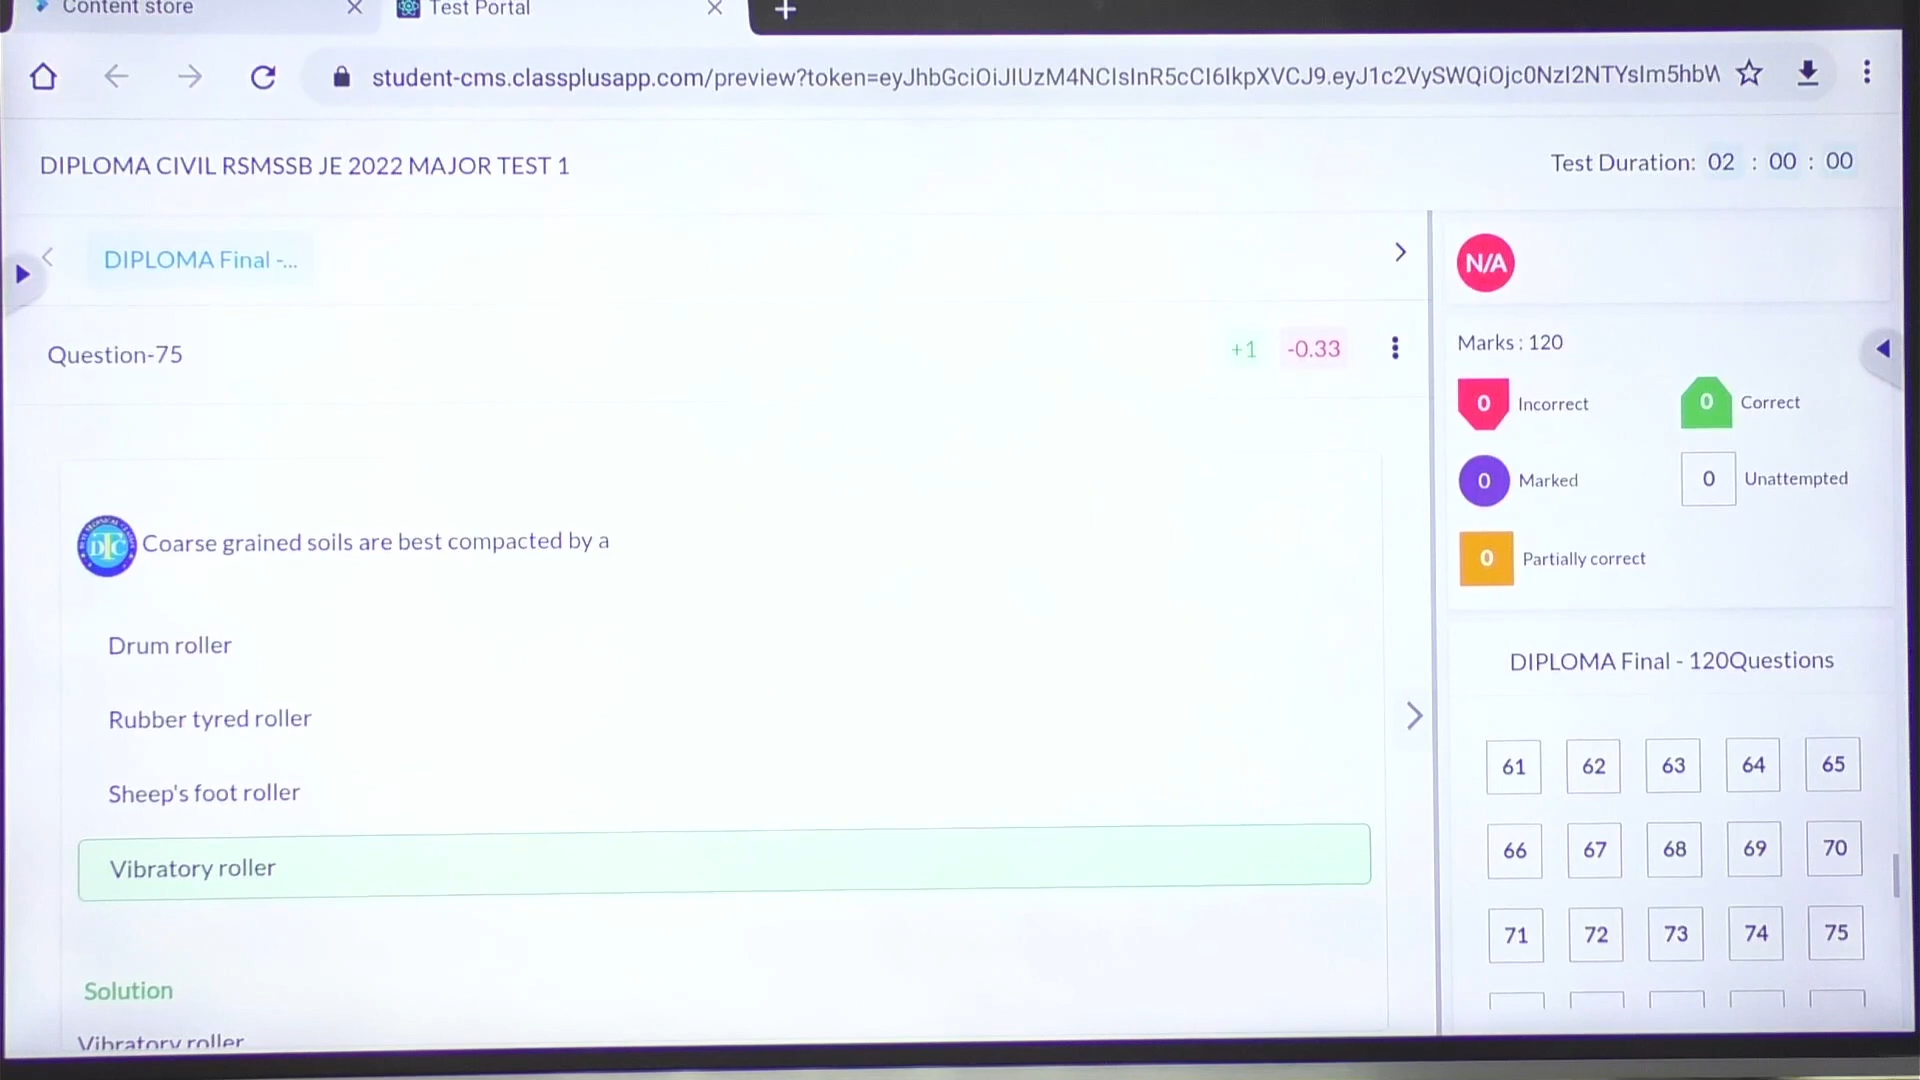 Content store
Test Portal
student-cms.classplusapp.com/preview?token=
DIPLOMA CIVIL RSMSSB JE 2022 MAJOR TEST 1
Test Duration: 02 : 00 : 00
DIPLOMA Final -...
N/A
Question-75
+1
-0.33
Marks : 120
0 Incorrect
0 Correct
0 Marked
0 Unattempted
0 Partially correct
DTC
Coarse grained soils are best compacted by a
Drum roller
Rubber tyred roller
Sheep's foot roller
Vibratory roller
Solution
Vibratory roller
DIPLOMA Final - 120Questions
61 62 63 64 65
66 67 68 69 70
71 72 73 74 75